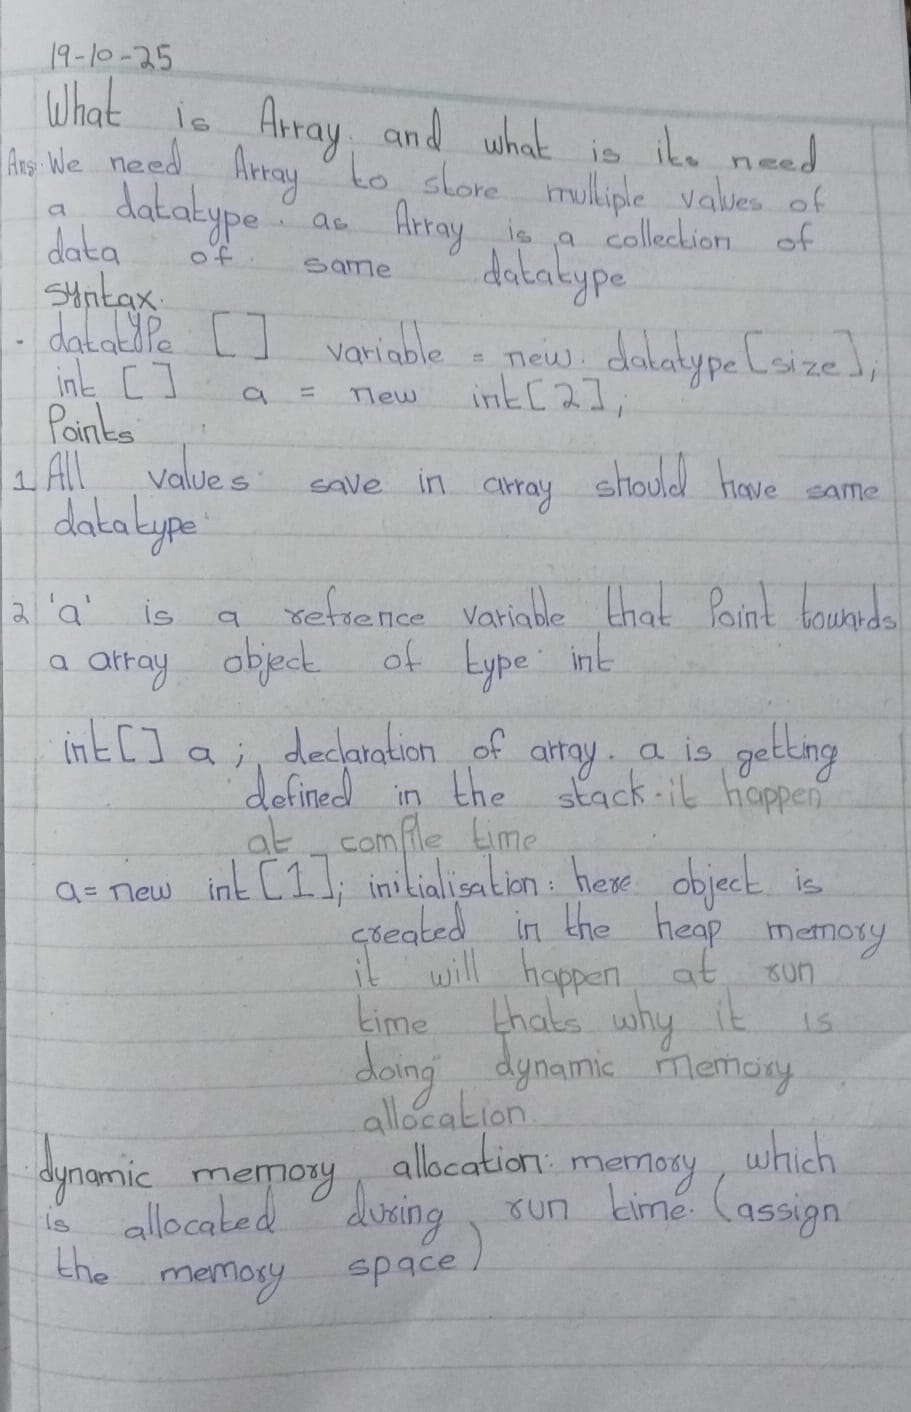 19-10-25
What is Array. and what is its need
Ans. We need Array to store multiple values of
a datatype. as Array is a collection of
data of same datatype
Syntax.
. datatype [] variable = new datatype[size];
int [] a = new int[2];
Points
1 All values save in array should have same
datatype
2 'a' is a refrence variable that Point towards
a array object of type int
int[] a; declaration of array. a is getting
defined in the stack. it happen
at compile time
a = new int[1]; initialisation: here object is
created in the heap memory
it will happen at run
time thats why it is
doing dynamic memory
allocation.
dynamic memory allocation: memory which
is allocated during run time. (assign
the memory space)